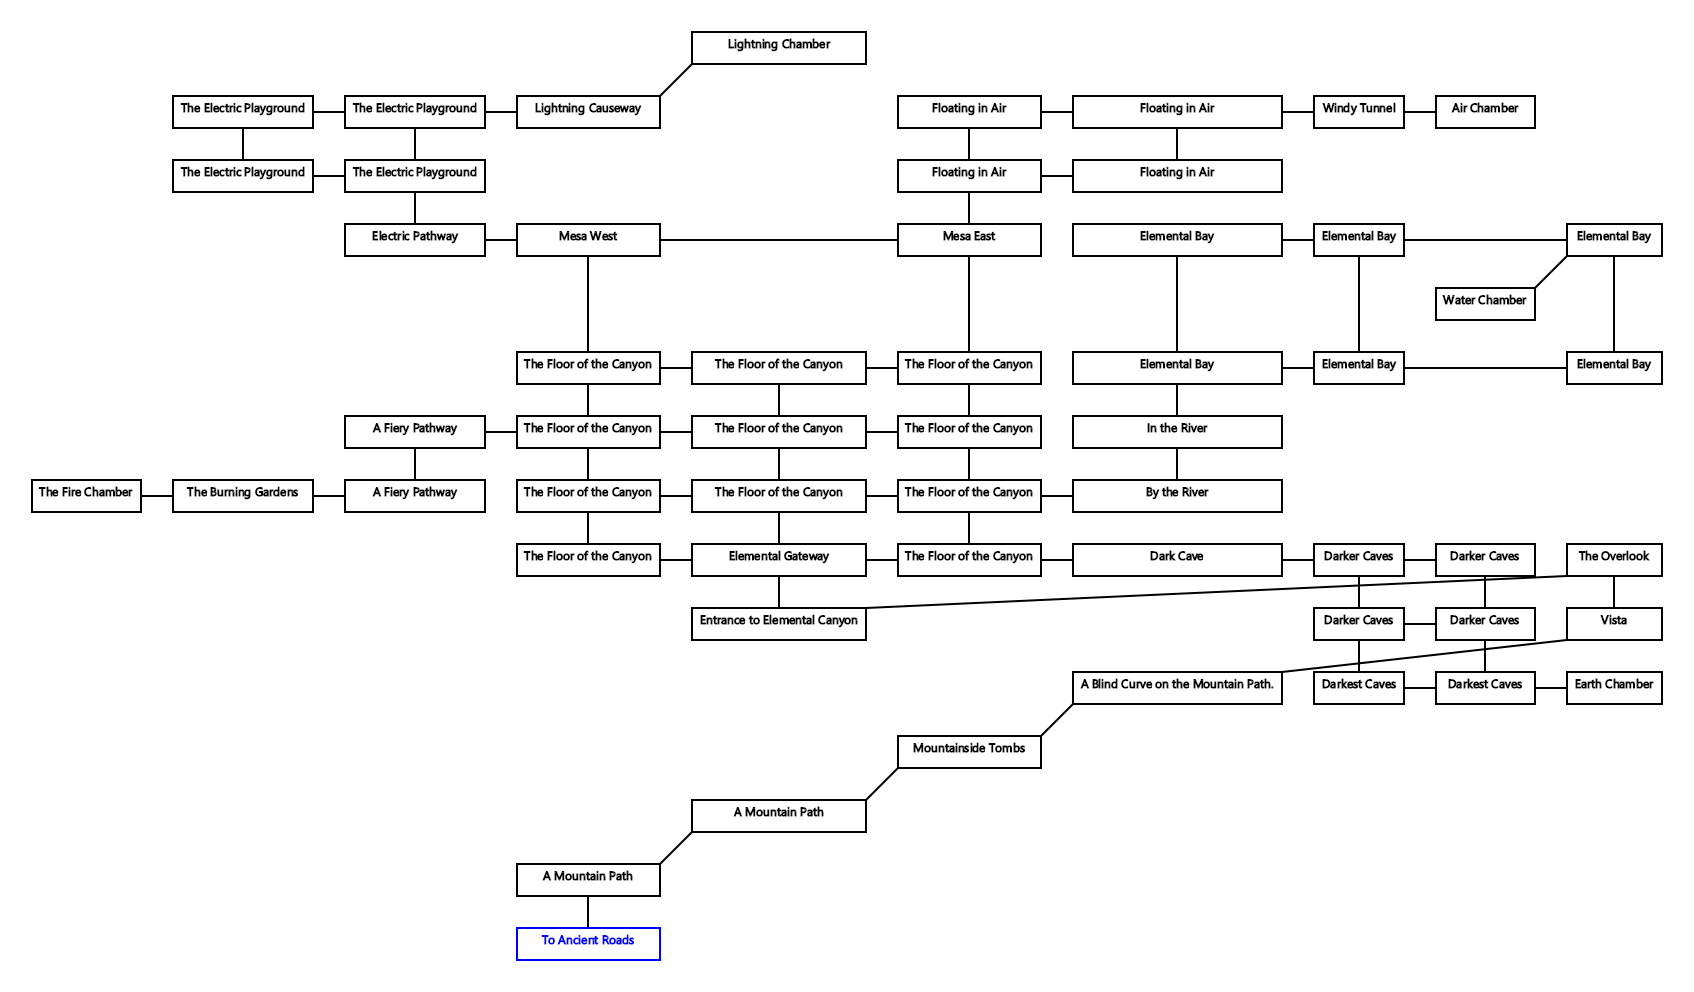 Lightning Chamber
The Electric Playground
The Electric Playground
Lightning Causeway
Floating in Air
Floating in Air
Windy Tunnel
Air Chamber
The Electric Playground
The Electric Playground
Floating in Air
Floating in Air
Electric Pathway
Mesa West
Mesa East
Elemental Bay
Elemental Bay
Elemental Bay
Water Chamber
The Floor of the Canyon
The Floor of the Canyon
The Floor of the Canyon
Elemental Bay
Elemental Bay
Elemental Bay
A Fiery Pathway
The Floor of the Canyon
The Floor of the Canyon
The Floor of the Canyon
In the River
The Fire Chamber
The Burning Gardens
A Fiery Pathway
The Floor of the Canyon
The Floor of the Canyon
The Floor of the Canyon
By the River
The Floor of the Canyon
Elemental Gateway
The Floor of the Canyon
Dark Cave
Darker Caves
Darker Caves
The Overlook
Entrance to Elemental Canyon
Darker Caves
Darker Caves
Vista
A Blind Curve on the Mountain Path.
Darkest Caves
Darkest Caves
Earth Chamber
Mountainside Tombs
A Mountain Path
A Mountain Path
To Ancient Roads